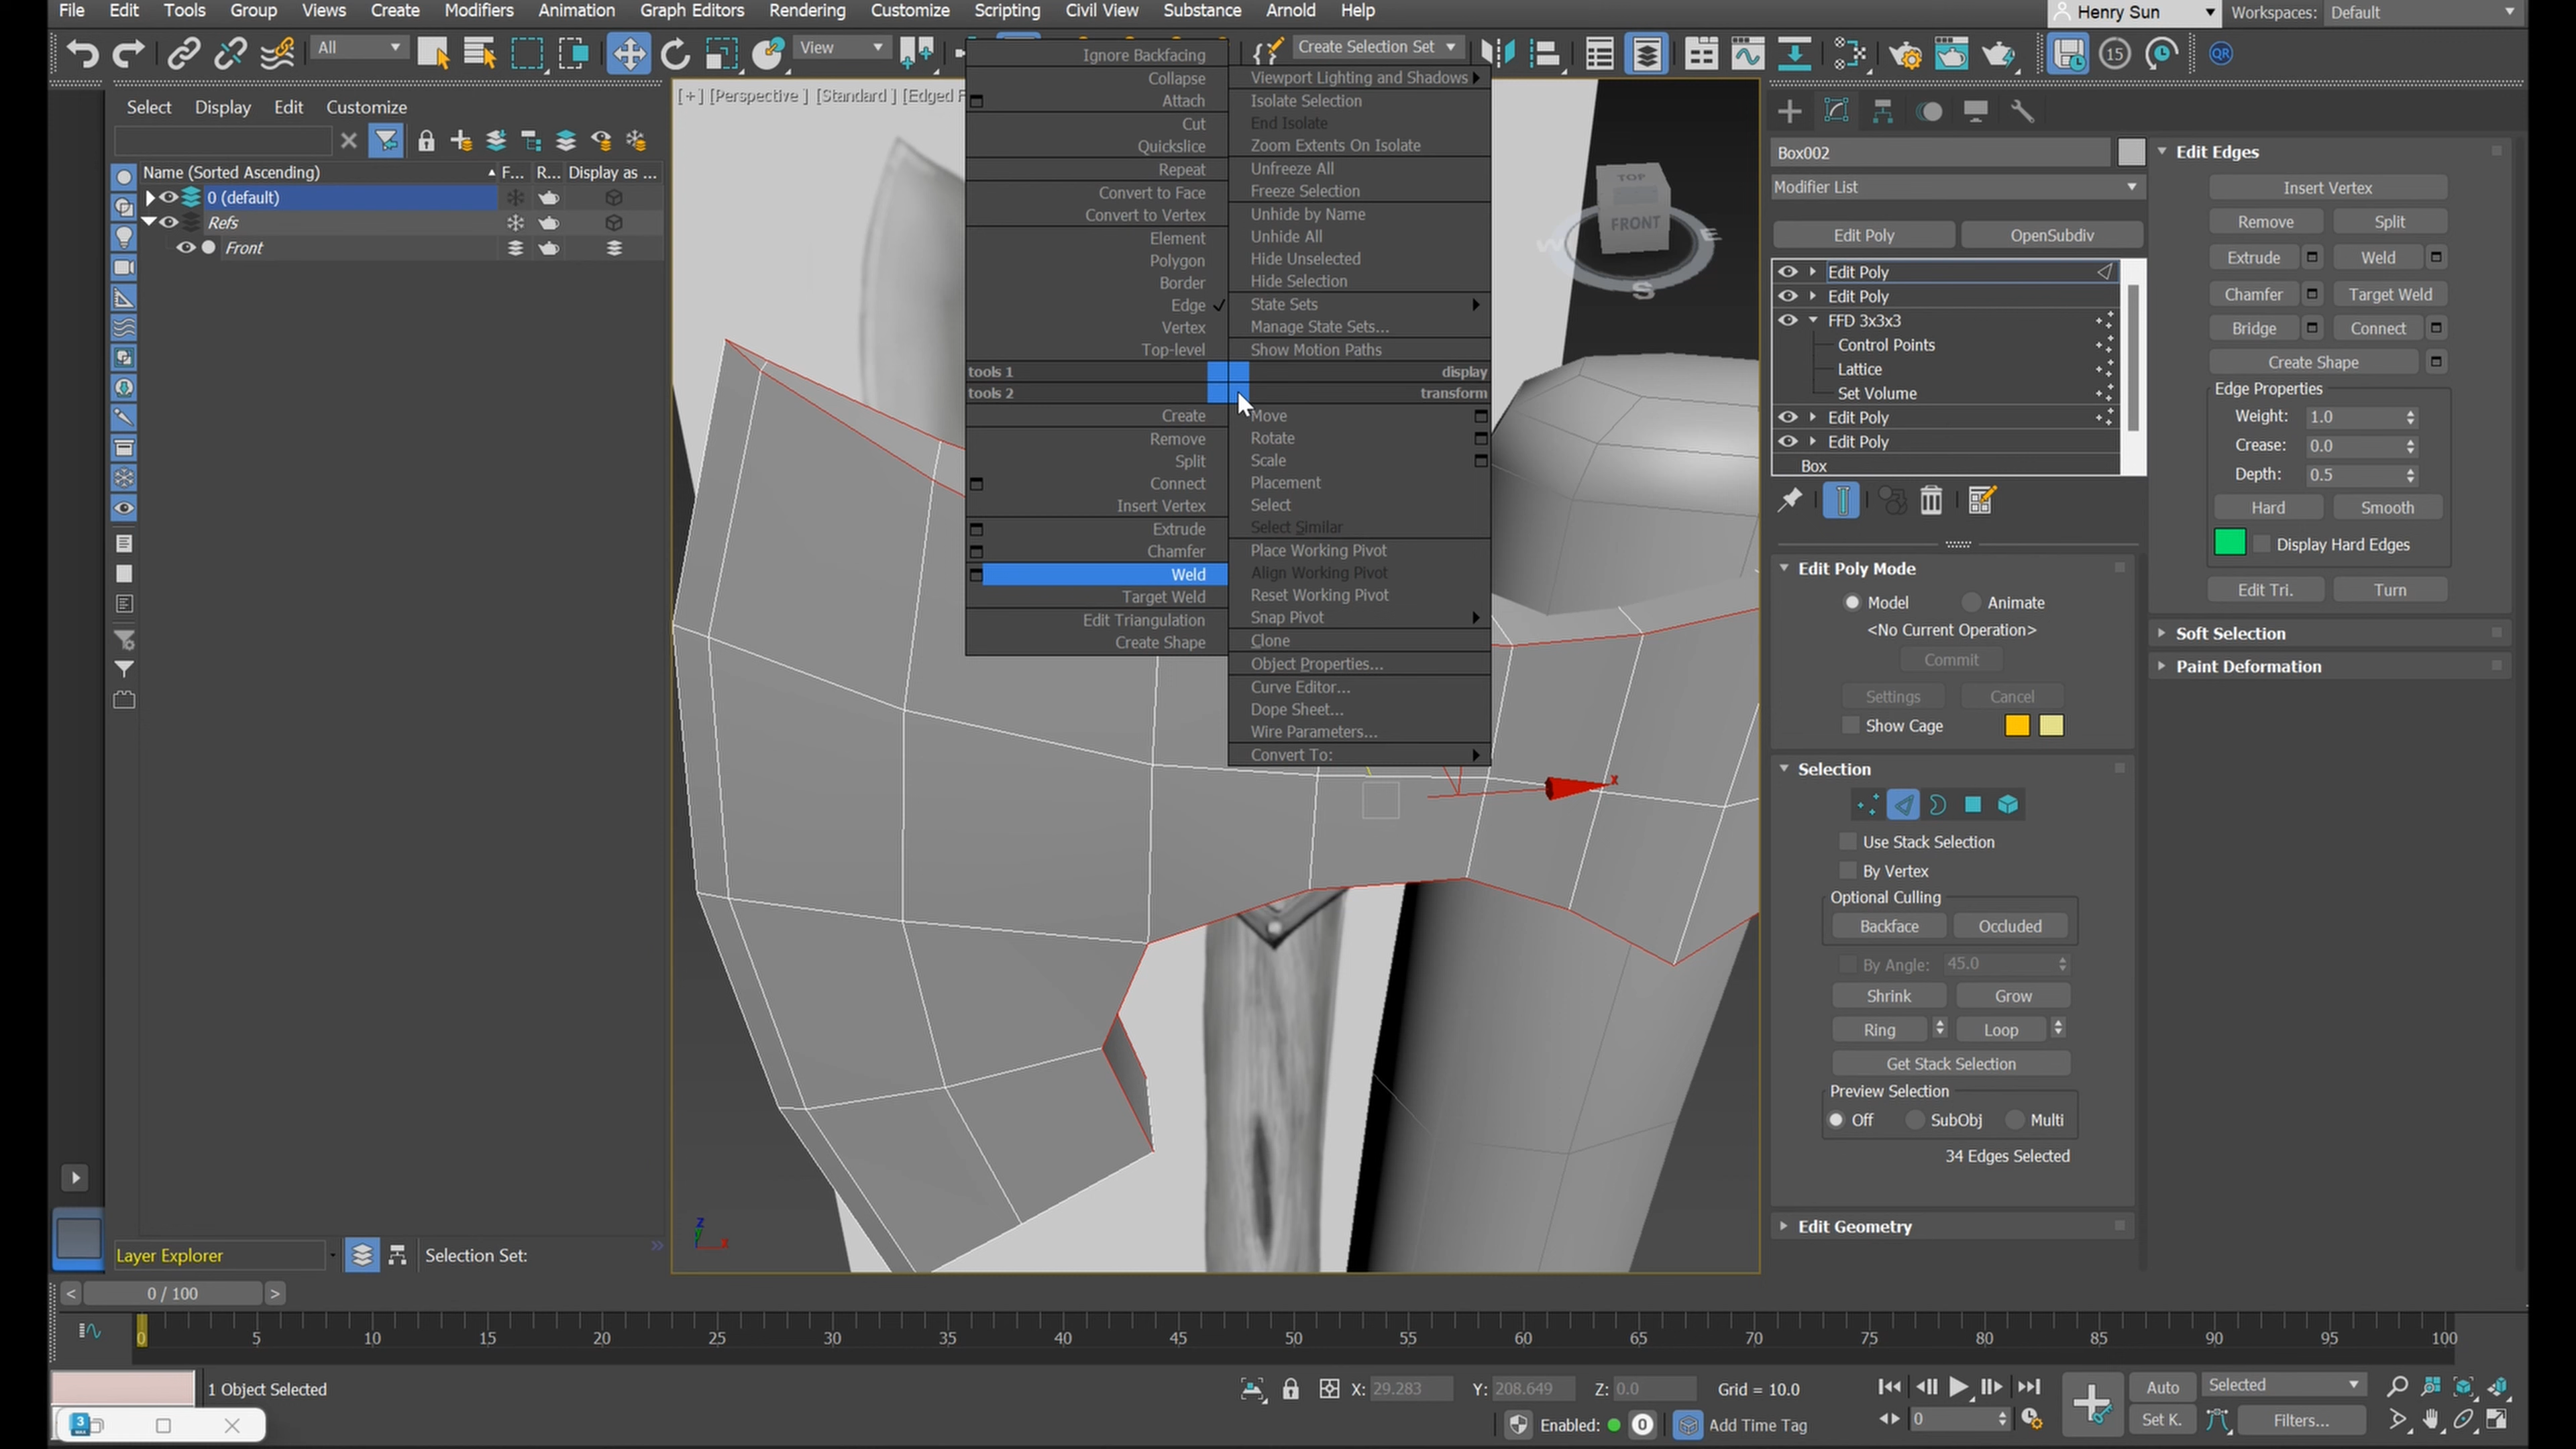 File Edit Tools Group Views Create Modifiers Animation Graph Editors Rendering Customize Scripting Civil View Substance Arnold Help
Henry Sun Workspaces: Default
All View Create Selection Set 15 QR
Select Display Edit Customize
Name (Sorted Ascending) F... R... Display as ...
0 (default)
Refs
Front
Layer Explorer Selection Set:
[+] [Perspective ] [Standard ] [Edged F
TOP
FRONT
W
E
S
Ignore Backfacing
Collapse
Attach
Cut
Quickslice
Repeat
Convert to Face
Convert to Vertex
Element
Polygon
Border
Edge ✓
Vertex
Top-level
tools 1
tools 2
Create
Remove
Split
Connect
Insert Vertex
Extrude
Chamfer
Weld
Target Weld
Edit Triangulation
Create Shape
Viewport Lighting and Shadows
Isolate Selection
End Isolate
Zoom Extents On Isolate
Unfreeze All
Freeze Selection
Unhide by Name
Unhide All
Hide Unselected
Hide Selection
State Sets
Manage State Sets...
Show Motion Paths
display
transform
Move
Rotate
Scale
Placement
Select
Select Similar
Place Working Pivot
Align Working Pivot
Reset Working Pivot
Snap Pivot
Clone
Object Properties...
Curve Editor...
Dope Sheet...
Wire Parameters...
Convert To:
x
z
x
Box002
Modifier List
Edit Poly OpenSubdiv
Edit Poly
Edit Poly
FFD 3x3x3
Control Points
Lattice
Set Volume
Edit Poly
Edit Poly
Box
Edit Poly Mode
Model Animate
<No Current Operation>
Commit
Settings Cancel
Show Cage
Selection
Use Stack Selection
By Vertex
Optional Culling
Backface Occluded
By Angle: 45.0
Shrink Grow
Ring Loop
Get Stack Selection
Preview Selection
Off SubObj Multi
34 Edges Selected
Edit Geometry
Edit Edges
Insert Vertex
Remove Split
Extrude Weld
Chamfer Target Weld
Bridge Connect
Create Shape
Edge Properties
Weight: 1.0
Crease: 0.0
Depth: 0.5
Hard Smooth
Display Hard Edges
Edit Tri. Turn
Soft Selection
Paint Deformation
< 0 / 100 >
0 5 10 15 20 25 30 35 40 45 50 55 60 65 70 75 80 85 90 95 100
1 Object Selected X: 29.283 Y: 208.649 Z: 0.0 Grid = 10.0 Auto Selected
3 Enabled: 0 Add Time Tag 0 Set K. Filters...